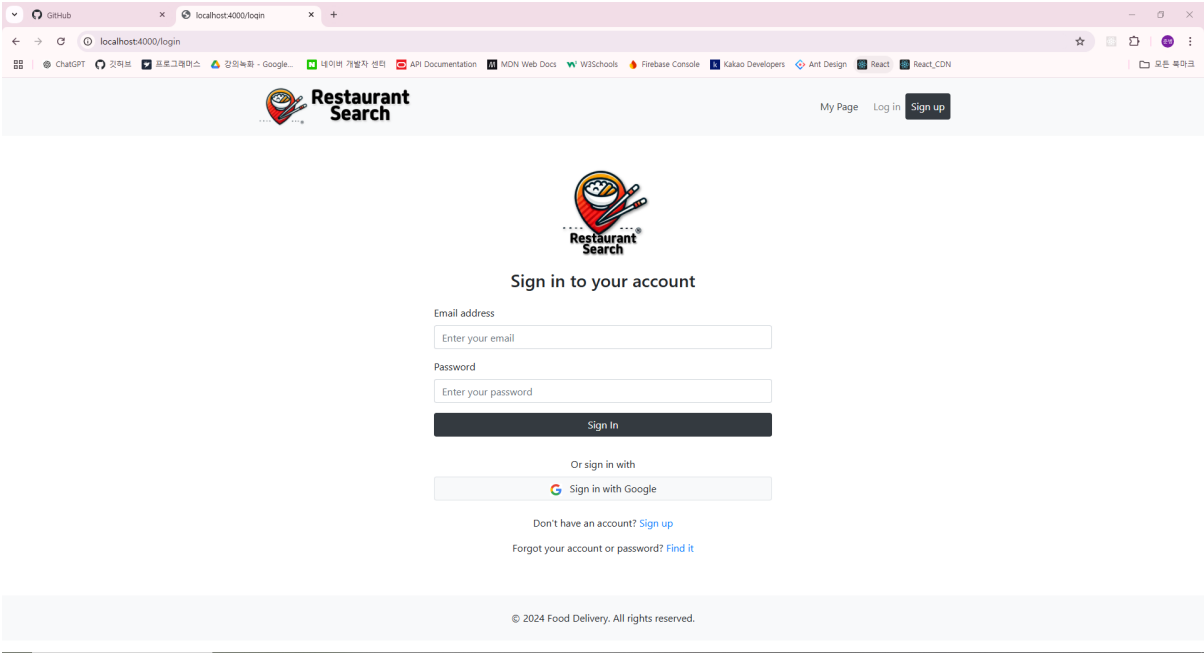 GitHub
localhost:4000/login
localhost:4000/login
ChatGPT 깃허브 프로그래머스 강의녹화 - Google... 네이버 개발자 센터 API Documentation MDN Web Docs W3Schools Firebase Console Kakao Developers Ant Design React React_CDN 모든 북마크
Restaurant
Search
My Page Log in Sign up
Restaurant
Search
Sign in to your account
Email address
Enter your email
Password
Enter your password
Sign In
Or sign in with
Sign in with Google
Don't have an account? Sign up
Forgot your account or password? Find it
© 2024 Food Delivery. All rights reserved.